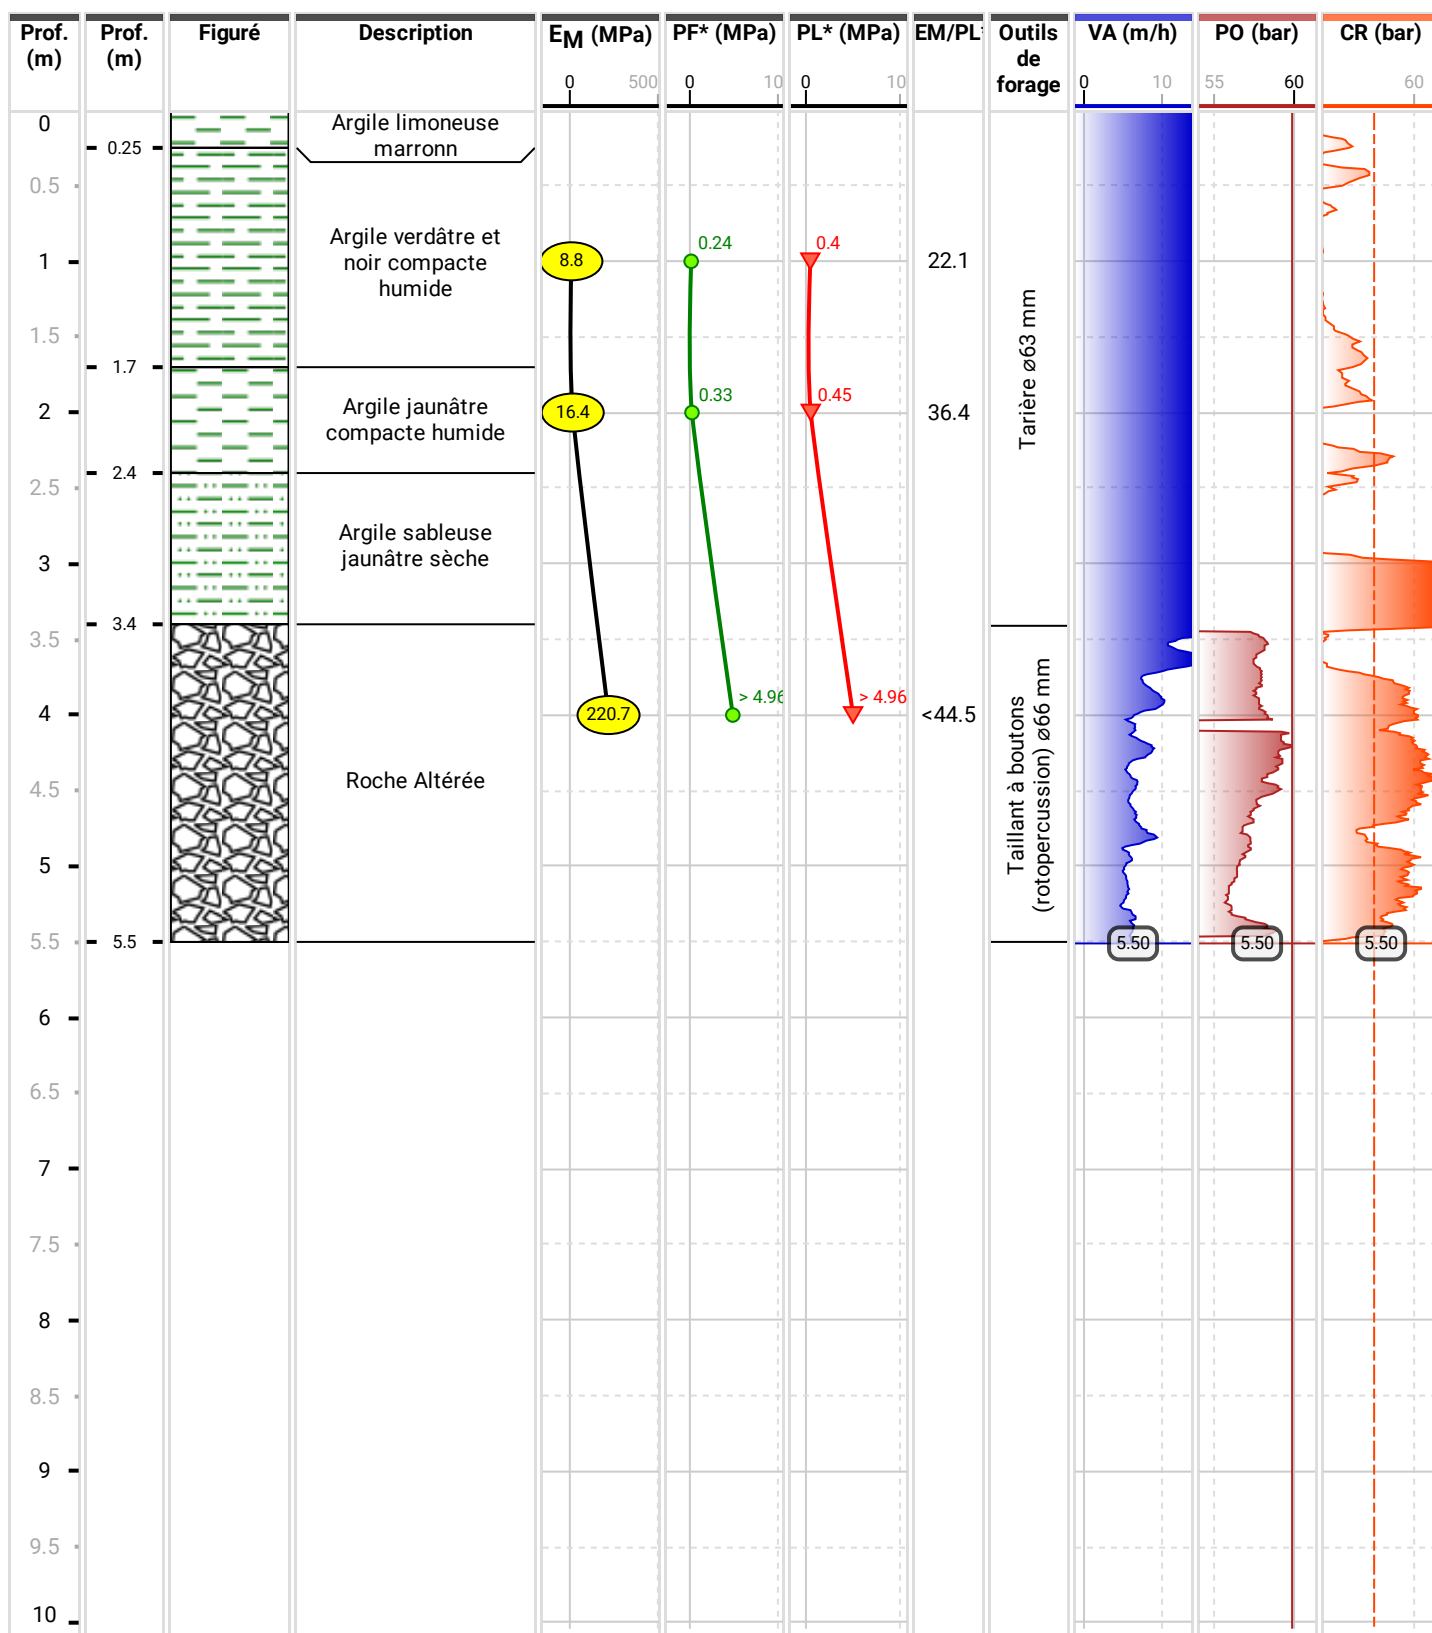 Prof.
(m)
Prof.
(m)
Figuré
Description
EM (MPa)
PF* (MPa)
PL* (MPa)
EM/PL*
Outils
de
forage
VA (m/h)
PO (bar)
CR (bar)
0 500
0 10
0 10
0 10
55 60
60
0
0.5
1
1.5
2
2.5
3
3.5
4
4.5
5
5.5
6
6.5
7
7.5
8
8.5
9
9.5
10
0.25
1.7
2.4
3.4
5.5
Argile limoneuse
marronn
Argile verdâtre et
noir compacte
humide
Argile jaunâtre
compacte humide
Argile sableuse
jaunâtre sèche
Roche Altérée
8.8
16.4
220.7
0.24
0.33
> 4.96
0.4
0.45
> 4.96
22.1
36.4
<44.5
Tarière ⌀63 mm
Taillant à boutons
(rotopercussion) ⌀66 mm
5.50
5.50
5.50